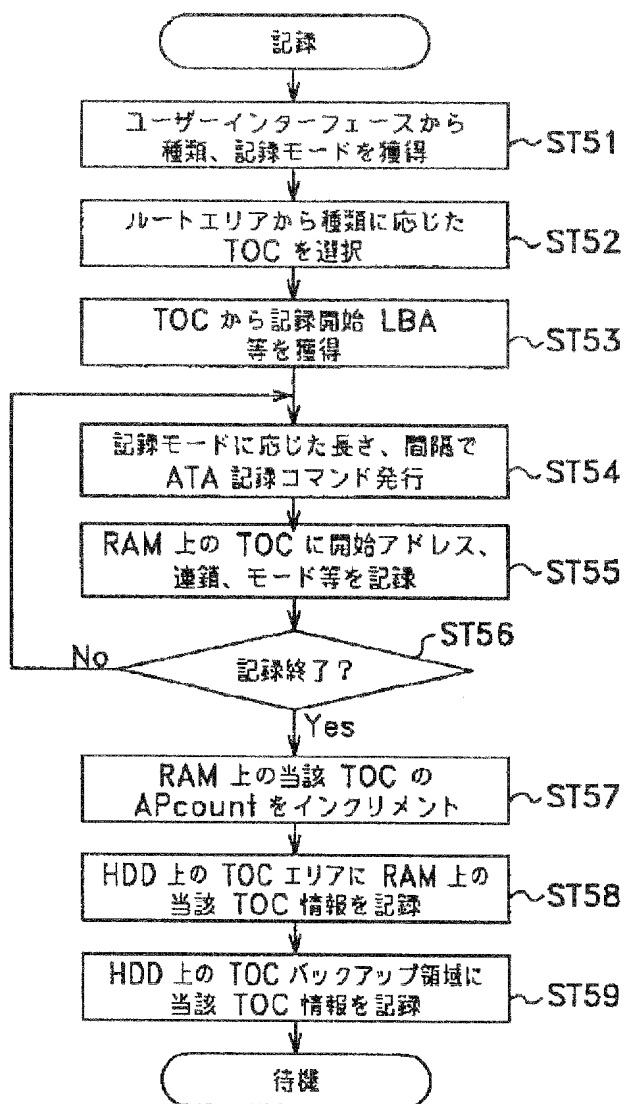 記録
ユーザーインターフェースから
種類、記録モードを獲得
ST51
ルートエリアから種類に応じた
TOC を選択
ST52
TOC から記録開始 LBA
等を獲得
ST53
記録モードに応じた長さ、間隔で
ATA 記録コマンド発行
ST54
RAM 上の TOC に開始アドレス、
連鎖、モード等を記録
ST55
ST56
記録終了?
No
Yes
RAM 上の当該 TOC の
APcount をインクリメント
ST57
HDD 上の TOC エリアに RAM 上の
当該 TOC 情報を記録
ST58
HDD 上の TOC バックアップ領域に
当該 TOC 情報を記録
ST59
待機